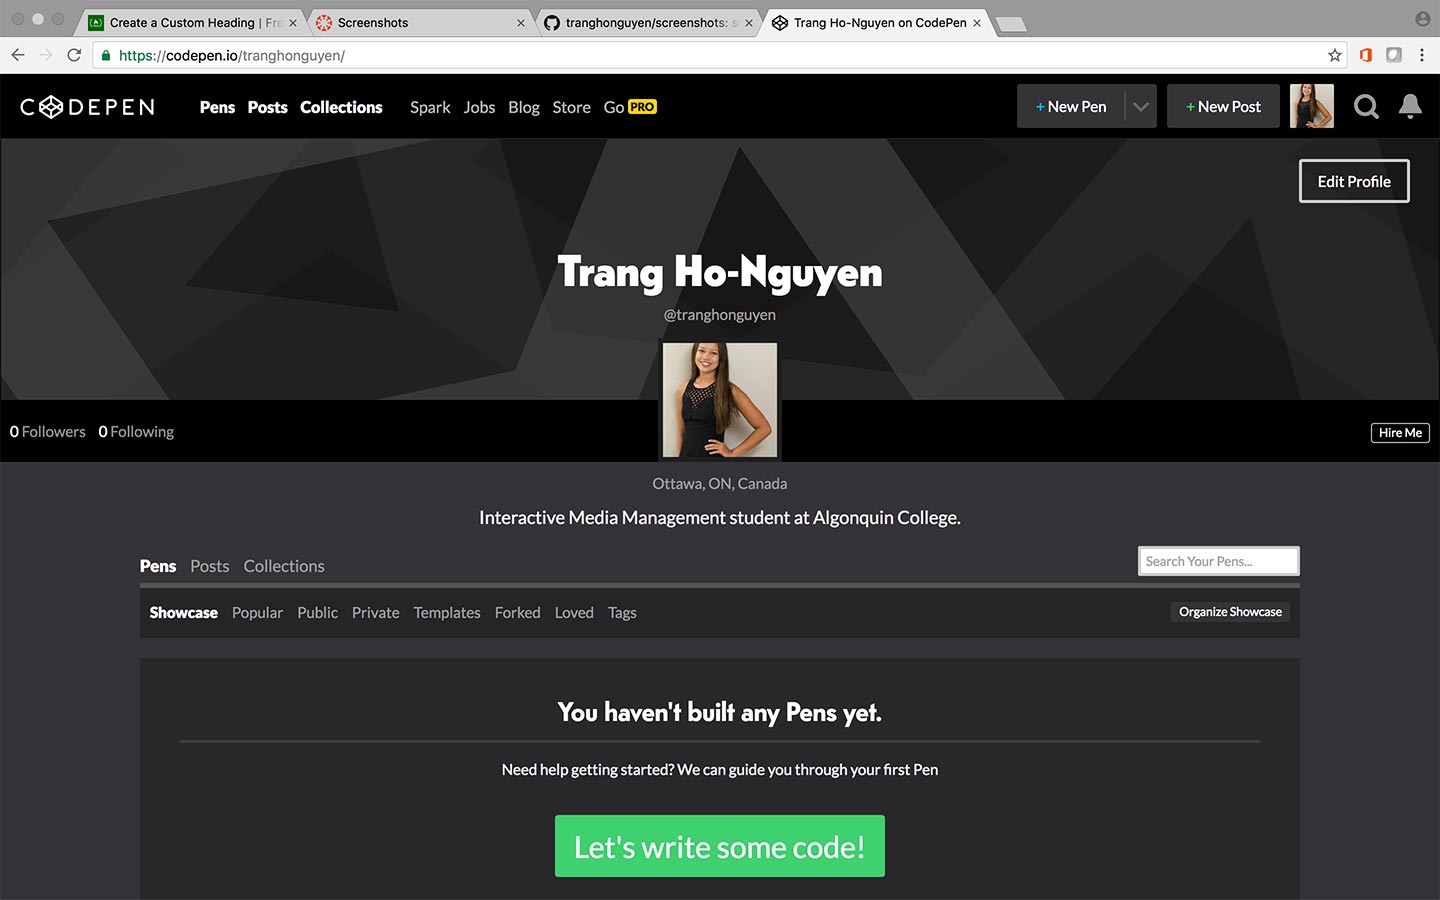 Create a Custom Heading | Fre
Screenshots
tranghonguyen/screenshots: s
Trang Ho-Nguyen on CodePen
https://codepen.io/tranghonguyen/
CODEPEN
Pens Posts Collections Spark Jobs Blog Store Go PRO
+ New Pen
+ New Post
Edit Profile
Trang Ho-Nguyen
@tranghonguyen
0 Followers 0 Following
Hire Me
Ottawa, ON, Canada
Interactive Media Management student at Algonquin College.
Pens Posts Collections
Search Your Pens...
Showcase Popular Public Private Templates Forked Loved Tags
Organize Showcase
You haven't built any Pens yet.
Need help getting started? We can guide you through your first Pen
Let's write some code!